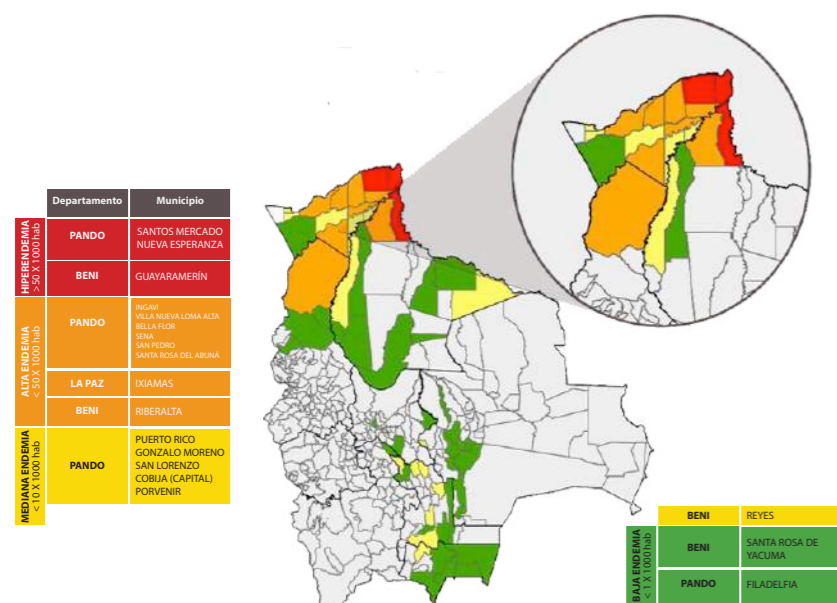 Departamento Municipio
HIPERENDEMIA
>50 X 1000 hab
PANDO
SANTOS MERCADO
NUEVA ESPERANZA
BENI
GUAYARAMERÍN
ALTA ENDEMIA
< 50 X 1000 hab
PANDO
INGAVI
VILLA NUEVA LOMA ALTA
BELLA FLOR
SENA
SAN PEDRO
SANTA ROSA DEL ABUNÁ
LA PAZ
IXIAMAS
BENI
RIBERALTA
MEDIANA ENDEMIA
< 10 X 1000 hab
PANDO
PUERTO RICO
GONZALO MORENO
SAN LORENZO
COBIJA (CAPITAL)
PORVENIR
BENI
REYES
BAJA ENDEMIA
< 1 X 1000 hab
BENI
SANTA ROSA DE
YACUMA
PANDO
FILADELFIA